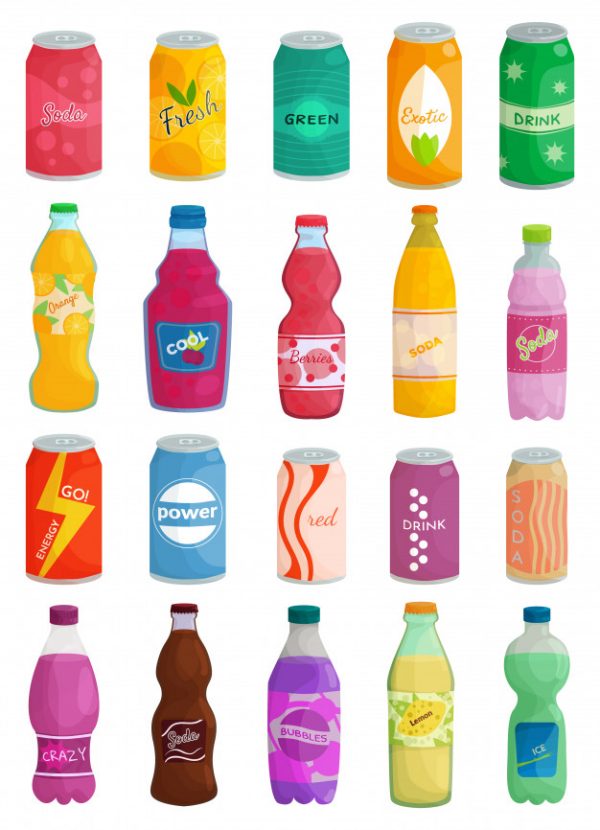 Soda
Fresh
GREEN
Exotic
DRINK
Orange
COOL
Berries
SODA
Soda
GO!
ENERGY
power
red
DRINK
SODA
CRAZY
Soda
BUBBLES
Lemon
ICE